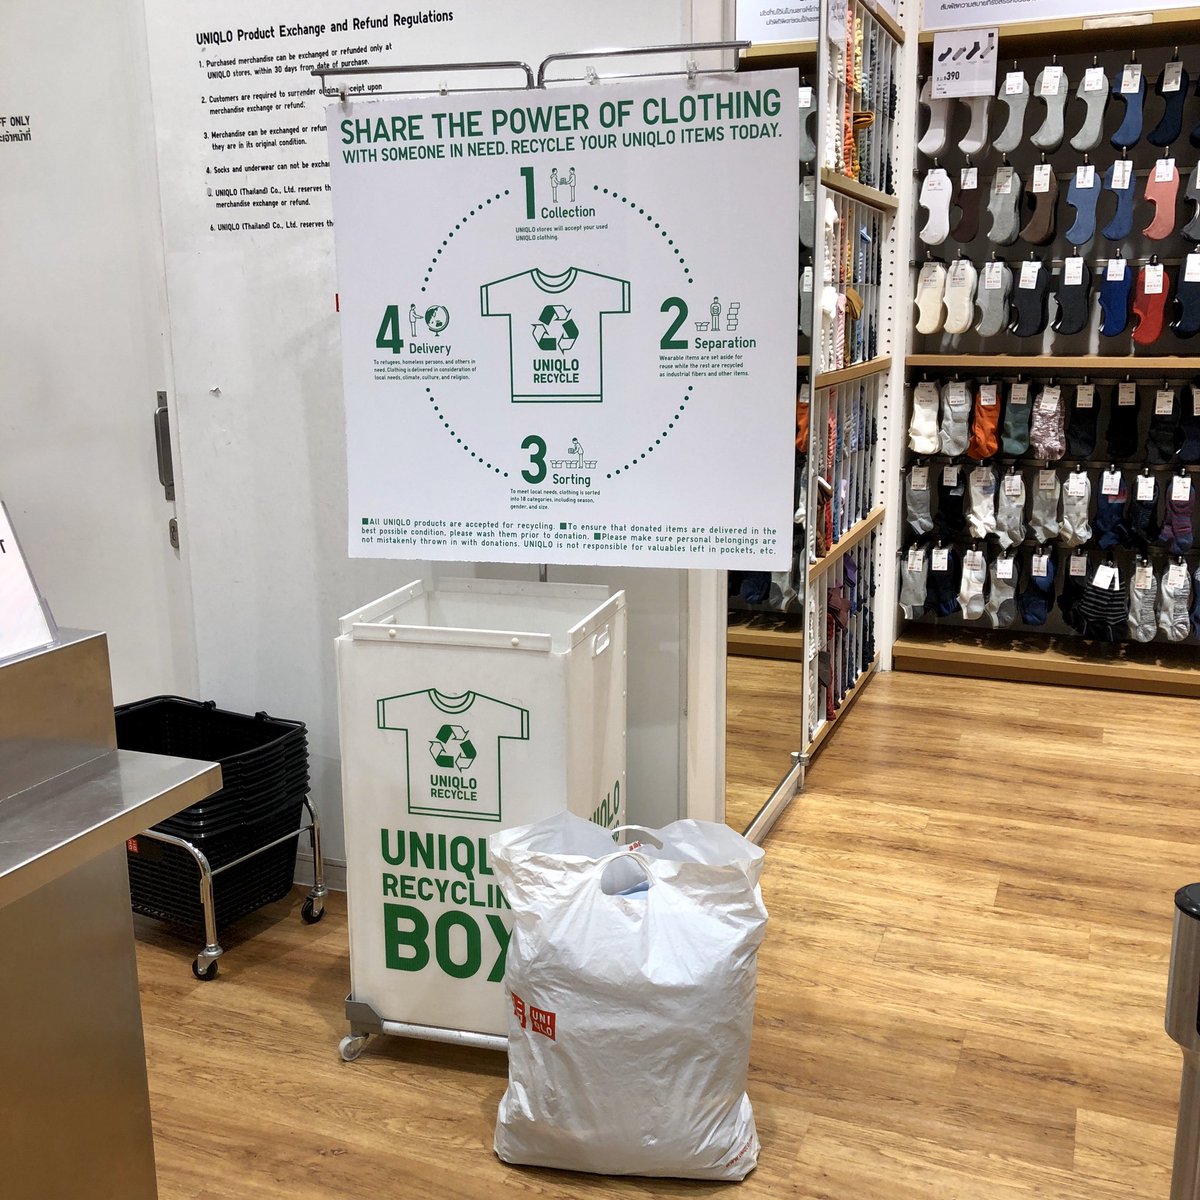 UNIQLO Product Exchange and Refund Regulations
1. Purchased merchandise can be exchanged or refunded only at
UNIQLO stores, within 30 days from date of purchase.
2. Customers are required to surrender original receipt upon
merchandise exchange or refund.
3. Merchandise can be exchanged or
they are in its original condition.
4. Socks and underwear can not be
5. UNIQLO (Thailand) Co., Ltd. reserves
merchandise exchange or refund.
6. UNIQLO (Thailand) Co., Ltd. reserves
ONLY
SHARE THE POWER OF CLOTHING
WITH SOMEONE IN NEED. RECYCLE YOUR UNIQLO ITEMS TODAY.
1
Collection
UNIQLO stores will accept your used
UNIQLO clothing.
2
Separation
Wearable items are set aside for
reuse while the rest are recycled
as industrial fibers and other items.
3
Sorting
To meet local needs, clothing is sorted
into 18 categories, including season,
gender, and size.
4
Delivery
To refugees, homeless persons, and others in
need. Clothing is delivered in consideration of
local needs, climate, culture, and religion.
UNIQLO
RECYCLE
■All UNIQLO products are accepted for recycling. ■To ensure that donated items are delivered in the
best possible condition, please wash them prior to donation. ■Please make sure personal belongings are
not mistakenly thrown in with donations. UNIQLO is not responsible for valuables left in pockets, etc.
390
UNIQLO
RECYCLE
UNIQL
RECYCLIN
BOX
UNI
QLO